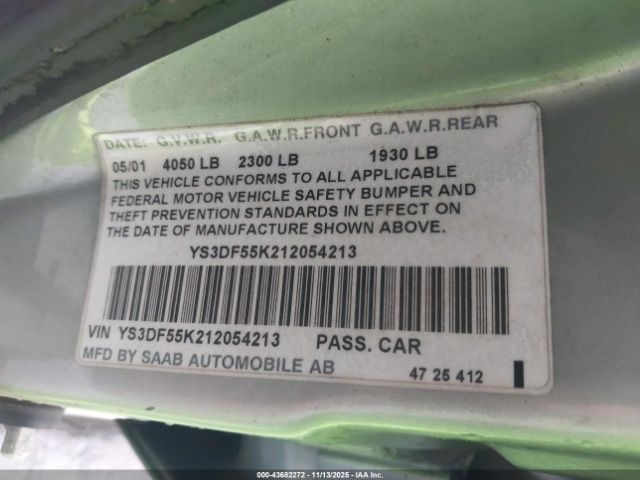 DATE: G.V.W.R. G.A.W.R.FRONT G.A.W.R.REAR
05/01 4050 LB 2300 LB 1930 LB
THIS VEHICLE CONFORMS TO ALL APPLICABLE
FEDERAL MOTOR VEHICLE SAFETY BUMPER AND
THEFT PREVENTION STANDARDS IN EFFECT ON
THE DATE OF MANUFACTURE SHOWN ABOVE.
YS3DF55K212054213
VIN YS3DF55K212054213 PASS. CAR
MFD BY SAAB AUTOMOBILE AB
47 25 412
000-43682272 - 11/13/2025 - IAA Inc.